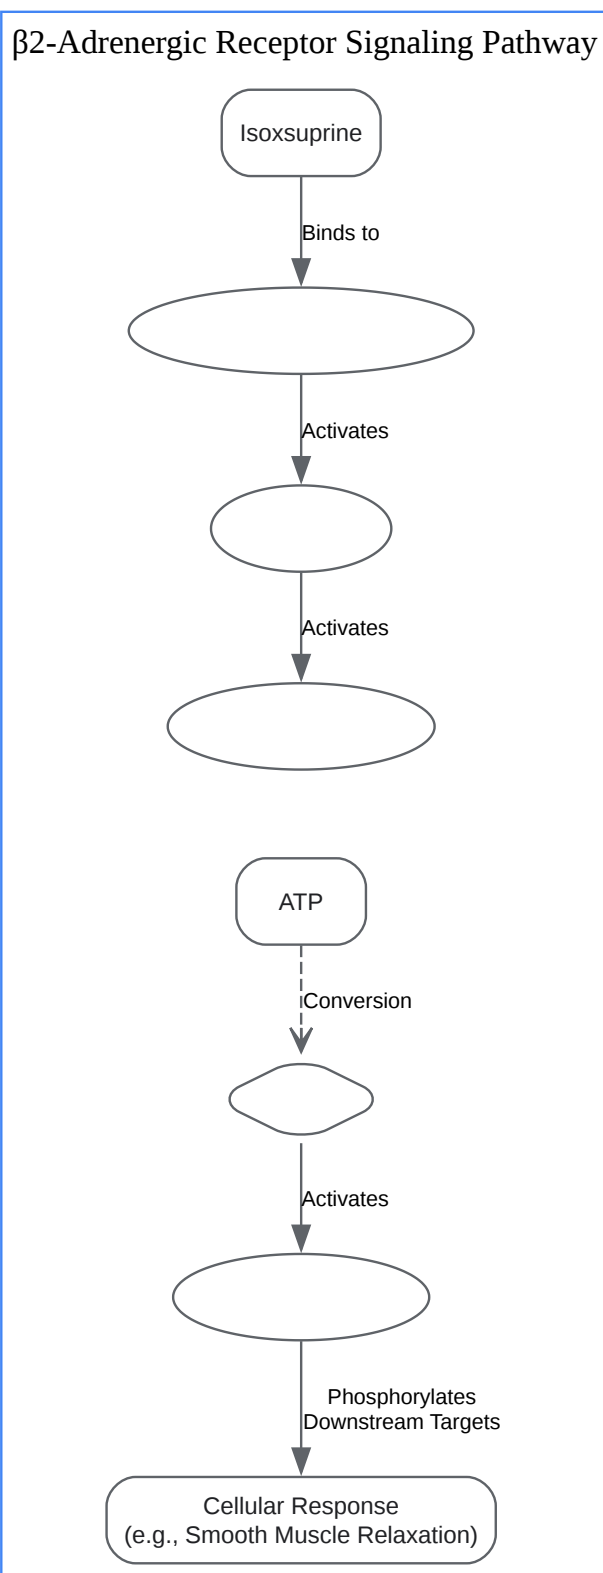 β2-Adrenergic Receptor Signaling Pathway
Isoxsuprine
Binds to
Activates
Activates
ATP
Conversion
Activates
Phosphorylates
Downstream Targets
Cellular Response
(e.g., Smooth Muscle Relaxation)